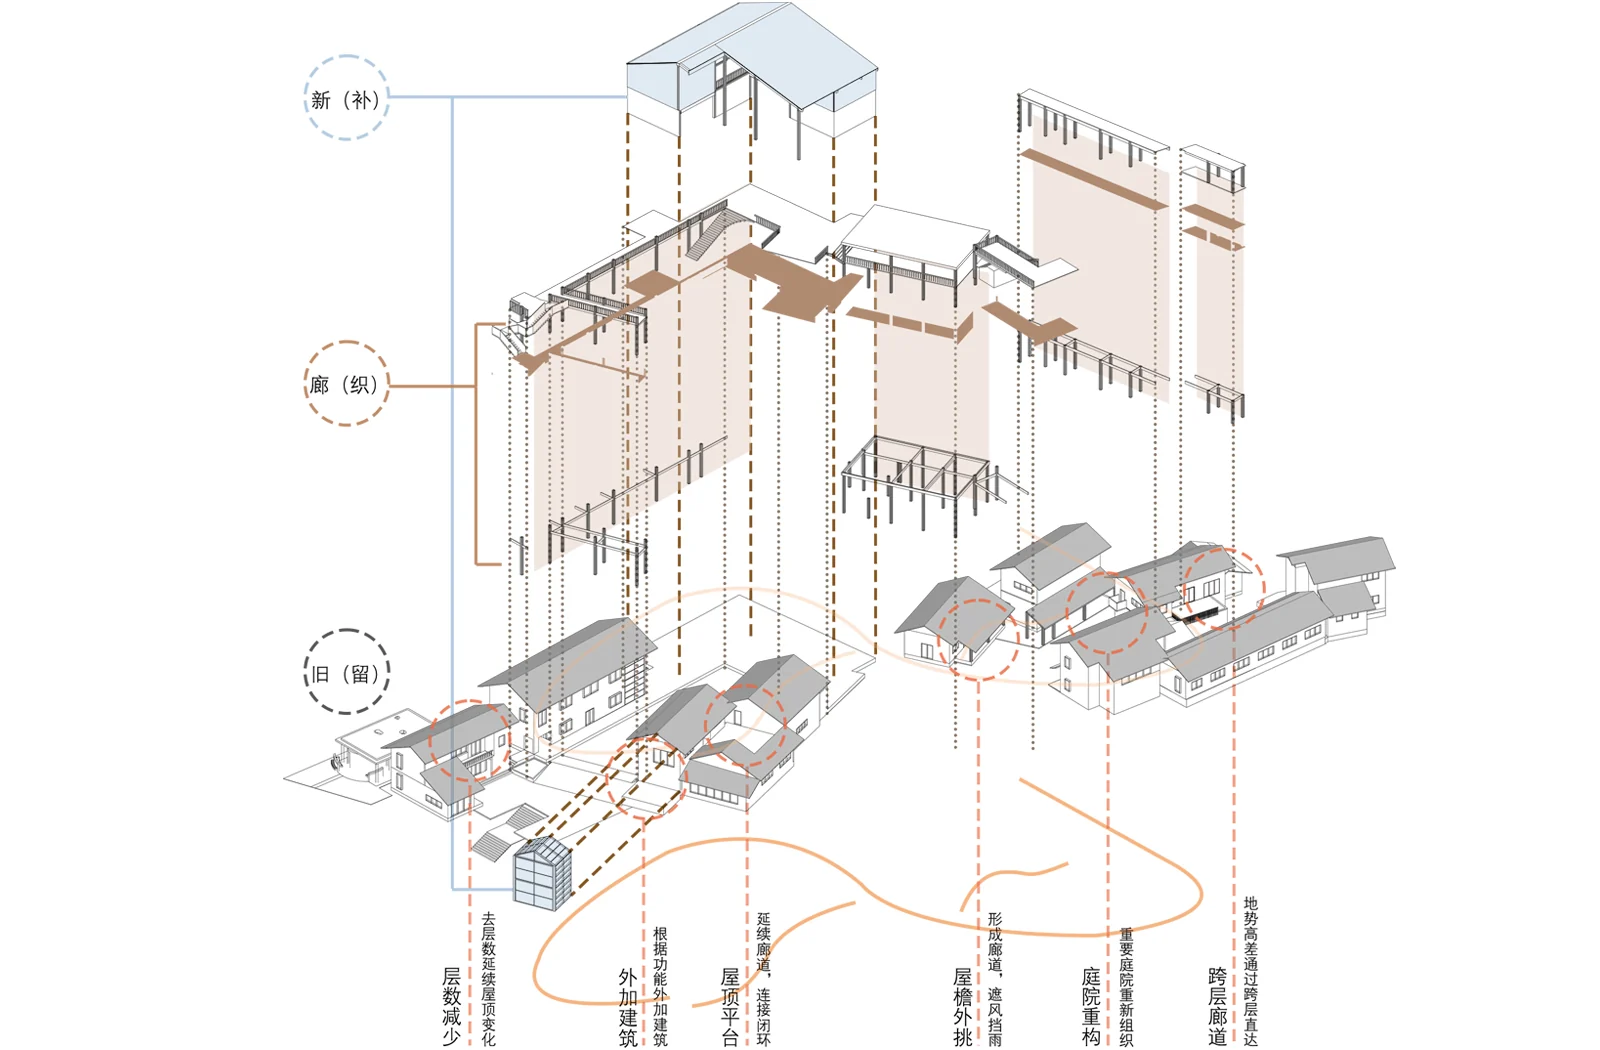 新（补）
廊（织）
旧（留）
层数减少
去层数延续屋顶变化
外加建筑
根据功能外加建筑
屋顶平台
延续廊道，连接闭环
屋檐外挑
形成廊道，遮风挡雨
庭院重构
重要庭院重新组织
跨层廊道
地势高差通过跨层直达